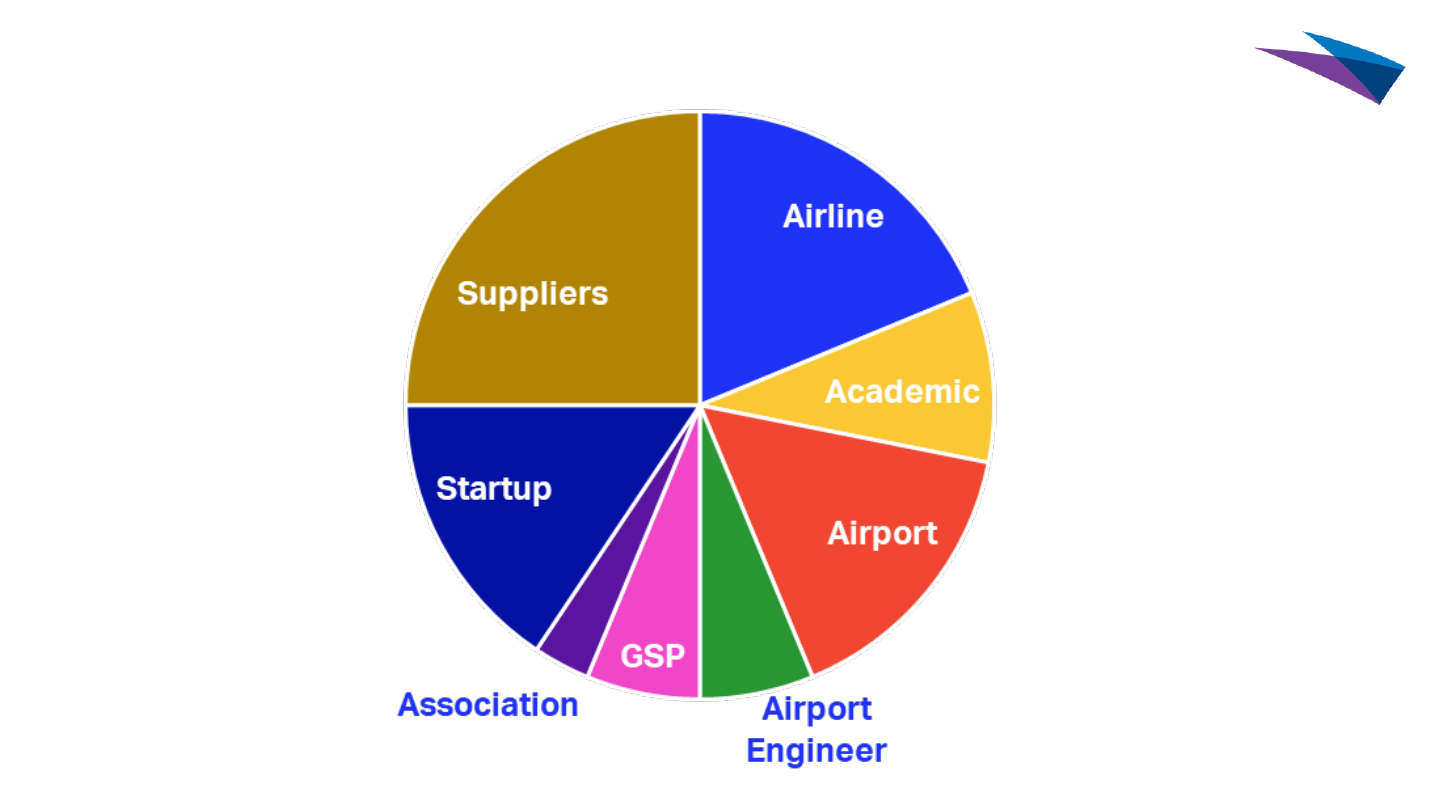 Airline
Suppliers
Academic
Startup
Airport
GSP
Association
Airport
Engineer